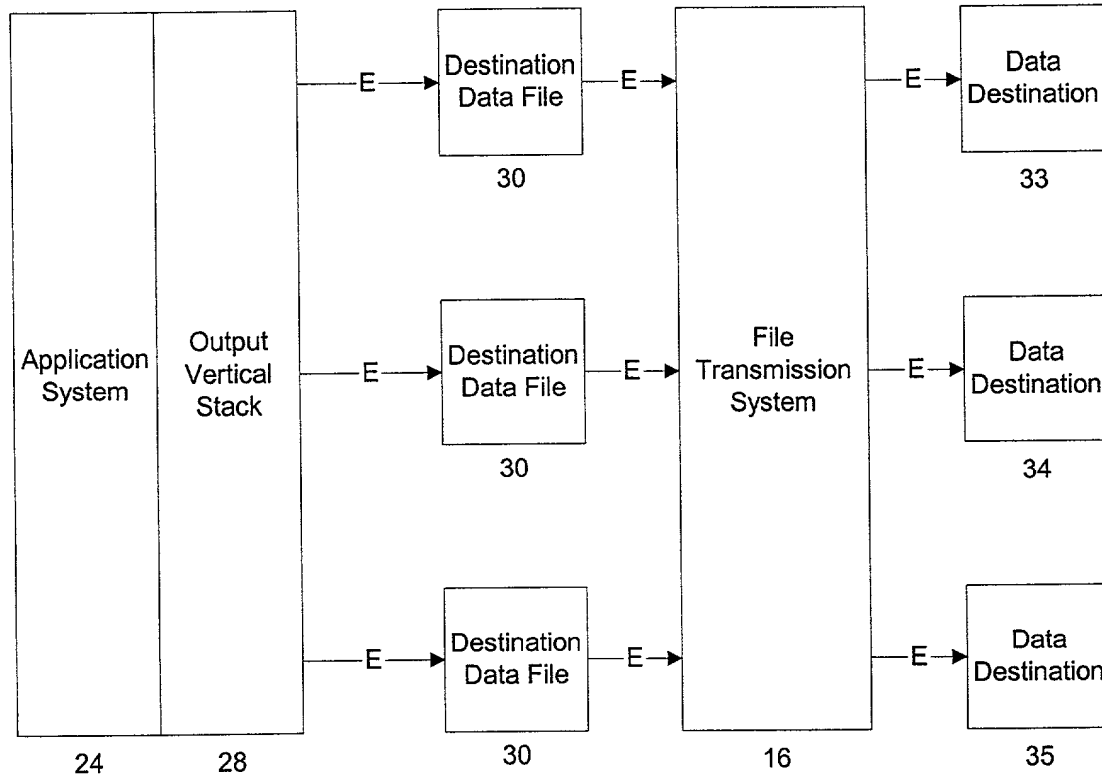 E
Destination
Data File
E
E
Data
Destination
30
33
Application
System
Output
Vertical
Stack
E
Destination
Data File
E
File
Transmission
System
E
Data
Destination
30
34
E
Destination
Data File
E
E
Data
Destination
24
28
30
16
35